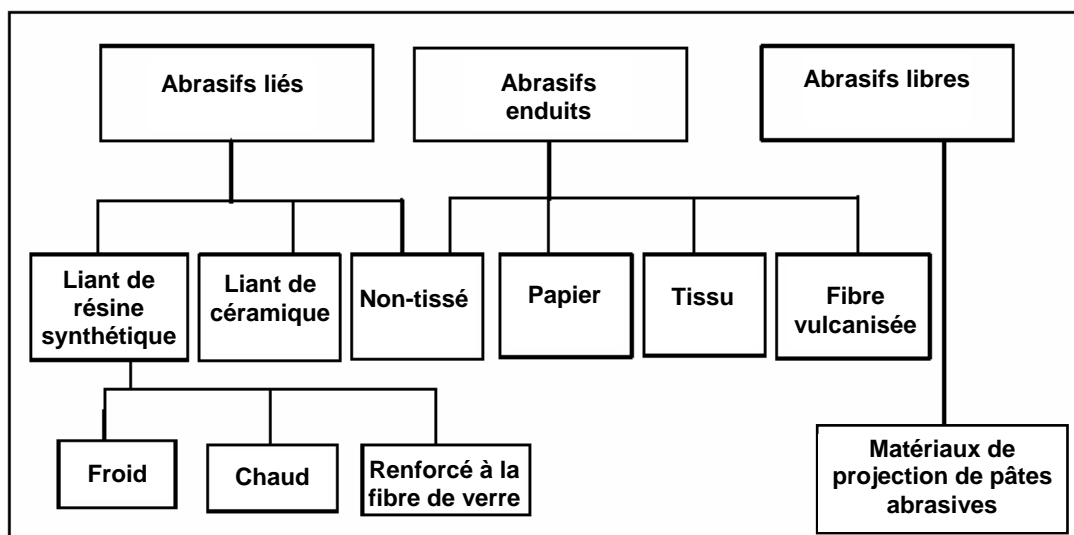 Abrasifs liés
Abrasifs
enduits
Abrasifs libres
Liant de
résine
synthétique
Liant de
céramique
Non-tissé
Papier
Tissu
Fibre
vulcanisée
Froid
Chaud
Renforcé à la
fibre de verre
Matériaux de
projection de pâtes
abrasives